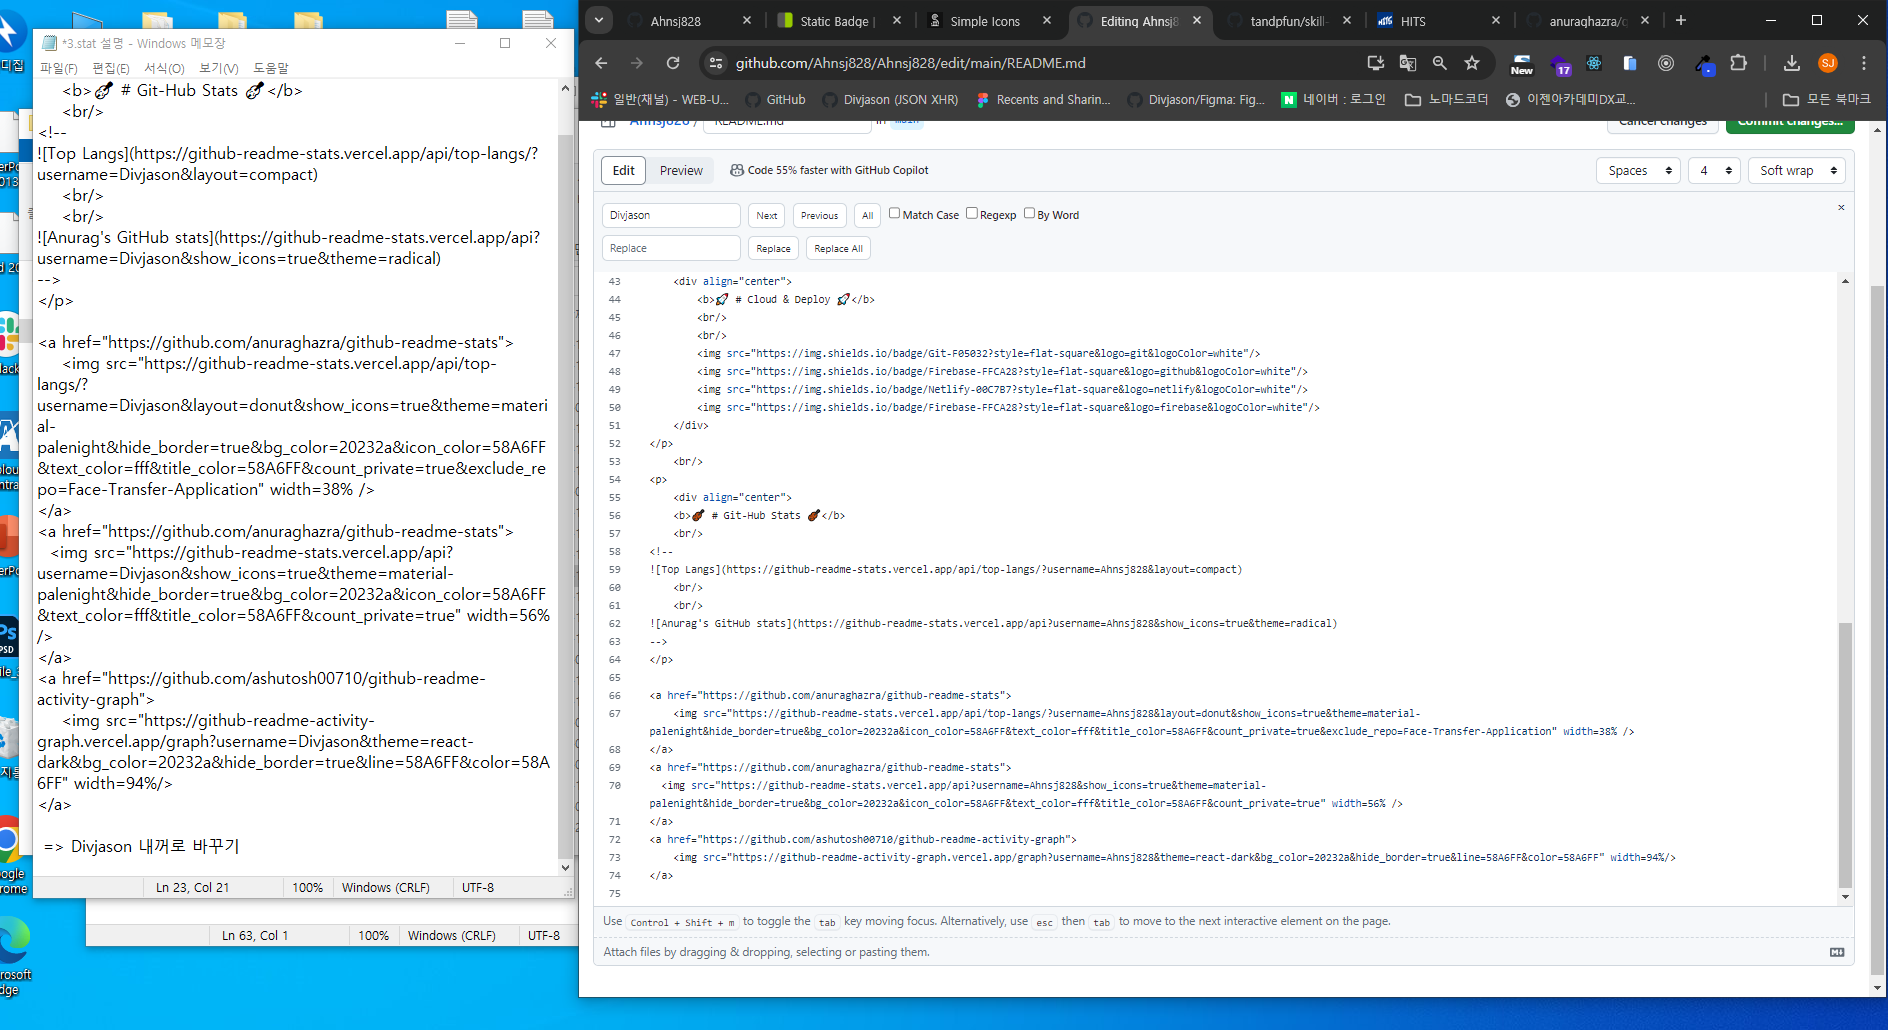 *3.stat 설명 - Windows 메모장
파일(F) 편집(E) 서식(O) 보기(V) 도움말
<b>🎻 # Git-Hub Stats 🎻</b>
<br/>
<!--
![Top Langs](https://github-readme-stats.vercel.app/api/top-langs/?
username=Divjason&layout=compact)
<br/>
<br/>
![Anurag's GitHub stats](https://github-readme-stats.vercel.app/api?
username=Divjason&show_icons=true&theme=radical)
-->
</p>
<a href="https://github.com/anuraghazra/github-readme-stats">
<img src="https://github-readme-stats.vercel.app/api/top-
langs/?
username=Divjason&layout=donut&show_icons=true&theme=materi
al-
palenight&hide_border=true&bg_color=20232a&icon_color=58A6FF
&text_color=fff&title_color=58A6FF&count_private=true&exclude_re
po=Face-Transfer-Application" width=38% />
</a>
<a href="https://github.com/anuraghazra/github-readme-stats">
<img src="https://github-readme-stats.vercel.app/api?
username=Divjason&show_icons=true&theme=material-
palenight&hide_border=true&bg_color=20232a&icon_color=58A6FF
&text_color=fff&title_color=58A6FF&count_private=true" width=56%
/>
</a>
<a href="https://github.com/ashutosh00710/github-readme-
activity-graph">
<img src="https://github-readme-activity-
graph.vercel.app/graph?username=Divjason&theme=react-
dark&bg_color=20232a&hide_border=true&line=58A6FF&color=58A
6FF" width=94%/>
</a>
=> Divjason 내꺼로 바꾸기
Ln 23, Col 21 100% Windows (CRLF) UTF-8
Ln 63, Col 1 100% Windows (CRLF) UTF-8
Ahnsj828 Static Badge | Simple Icons Editing Ahnsj8 tandpfun/skill- HITS anuraghazra/g
github.com/Ahnsj828/Ahnsj828/edit/main/README.md New 17 SJ
일반(채널) - WEB-U... GitHub Divjason (JSON XHR) Recents and Sharin... Divjason/Figma: Fig... 네이버 : 로그인 노마드코더 이젠아카데미DX교... 모든 북마크
Ahnsj828 / README.md in main Cancel changes Commit changes...
Edit Preview Code 55% faster with GitHub Copilot Spaces 4 Soft wrap
Divjason Next Previous All Match Case Regexp By Word ×
Replace Replace Replace All
43 <div align="center">
44 <b>🚀 # Cloud & Deploy 🚀</b>
45 <br/>
46 <br/>
47 <img src="https://img.shields.io/badge/Git-F05032?style=flat-square&logo=git&logoColor=white"/>
48 <img src="https://img.shields.io/badge/Firebase-FFCA28?style=flat-square&logo=github&logoColor=white"/>
49 <img src="https://img.shields.io/badge/Netlify-00C7B7?style=flat-square&logo=netlify&logoColor=white"/>
50 <img src="https://img.shields.io/badge/Firebase-FFCA28?style=flat-square&logo=firebase&logoColor=white"/>
51 </div>
52 </p>
53 <br/>
54 <p>
55 <div align="center">
56 <b>🎻 # Git-Hub Stats 🎻</b>
57 <br/>
58 <!--
59 ![Top Langs](https://github-readme-stats.vercel.app/api/top-langs/?username=Ahnsj828&layout=compact)
60 <br/>
61 <br/>
62 ![Anurag's GitHub stats](https://github-readme-stats.vercel.app/api?username=Ahnsj828&show_icons=true&theme=radical)
63 -->
64 </p>
65
66 <a href="https://github.com/anuraghazra/github-readme-stats">
67 <img src="https://github-readme-stats.vercel.app/api/top-langs/?username=Ahnsj828&layout=donut&show_icons=true&theme=material-
palenight&hide_border=true&bg_color=20232a&icon_color=58A6FF&text_color=fff&title_color=58A6FF&count_private=true&exclude_repo=Face-Transfer-Application" width=38% />
68 </a>
69 <a href="https://github.com/anuraghazra/github-readme-stats">
70 <img src="https://github-readme-stats.vercel.app/api?username=Ahnsj828&show_icons=true&theme=material-
palenight&hide_border=true&bg_color=20232a&icon_color=58A6FF&text_color=fff&title_color=58A6FF&count_private=true" width=56% />
71 </a>
72 <a href="https://github.com/ashutosh00710/github-readme-activity-graph">
73 <img src="https://github-readme-activity-graph.vercel.app/graph?username=Ahnsj828&theme=react-dark&bg_color=20232a&hide_border=true&line=58A6FF&color=58A6FF" width=94%/>
74 </a>
75
Use Control + Shift + m to toggle the tab key moving focus. Alternatively, use esc then tab to move to the next interactive element on the page.
Attach files by dragging & dropping, selecting or pasting them.